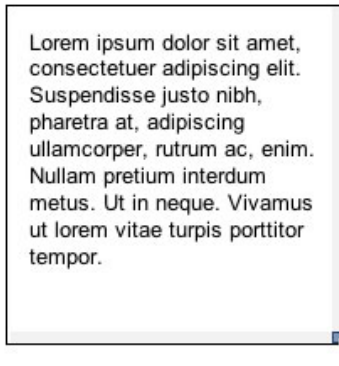 Lorem ipsum dolor sit amet,
consectetuer adipiscing elit.
Suspendisse justo nibh,
pharetra at, adipiscing
ullamcorper, rutrum ac, enim.
Nullam pretium interdum
metus. Ut in neque. Vivamus
ut lorem vitae turpis porttitor
tempor.